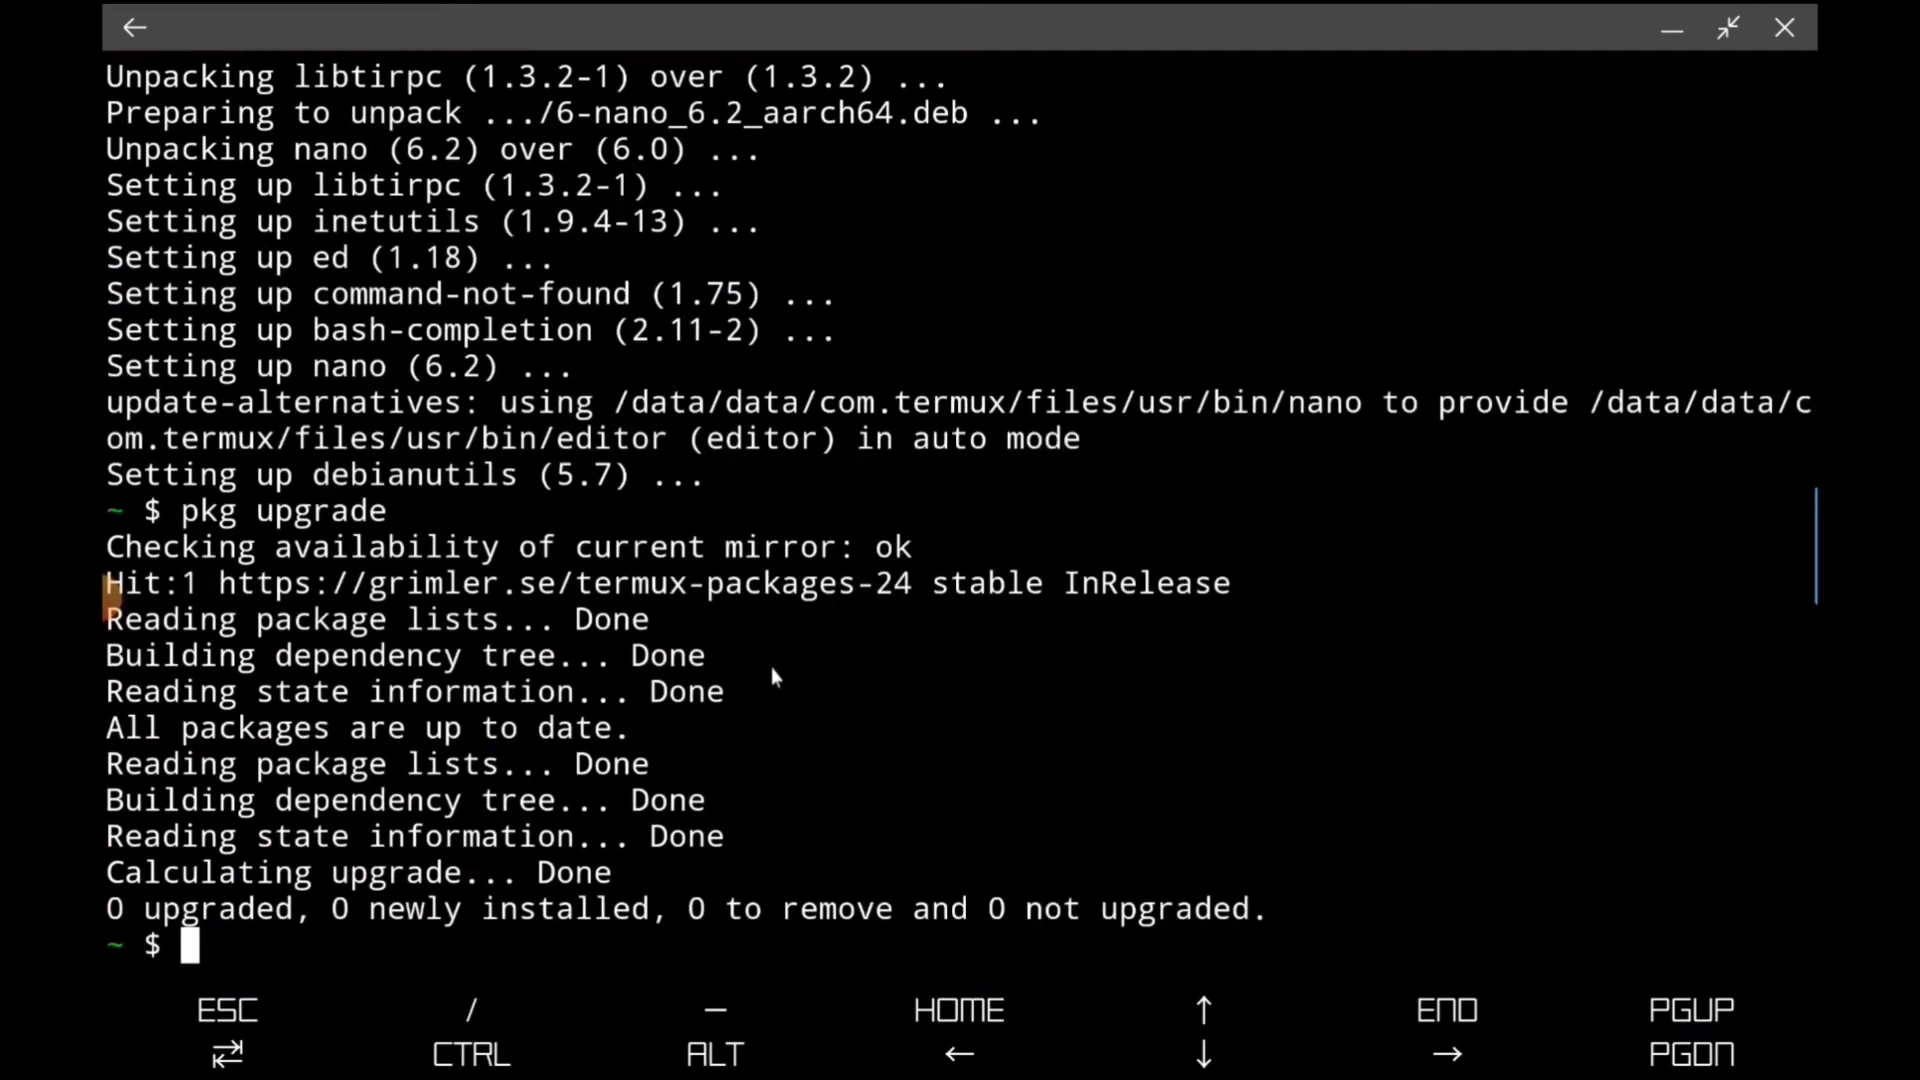 Unpacking libtirpc (1.3.2-1) over (1.3.2) ...
Preparing to unpack .../6-nano_6.2_aarch64.deb ...
Unpacking nano (6.2) over (6.0) ...
Setting up libtirpc (1.3.2-1) ...
Setting up inetutils (1.9.4-13) ...
Setting up ed (1.18) ...
Setting up command-not-found (1.75) ...
Setting up bash-completion (2.11-2) ...
Setting up nano (6.2) ...
update-alternatives: using /data/data/com.termux/files/usr/bin/nano to provide /data/data/c
om.termux/files/usr/bin/editor (editor) in auto mode
Setting up debianutils (5.7) ...
~ $ pkg upgrade
Checking availability of current mirror: ok
Hit:1 https://grimler.se/termux-packages-24 stable InRelease
Reading package lists... Done
Building dependency tree... Done
Reading state information... Done
All packages are up to date.
Reading package lists... Done
Building dependency tree... Done
Reading state information... Done
Calculating upgrade... Done
0 upgraded, 0 newly installed, 0 to remove and 0 not upgraded.
~ $
ESC / — HOME ↑ END PGUP
⇄ CTRL ALT ← ↓ → PGDN